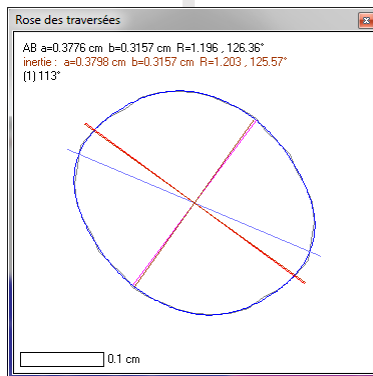 Rose des traversées
AB a=0.3776 cm b=0.3157 cm R=1.196 , 126.36°
inertie : a=0.3798 cm b=0.3157 cm R=1.203 , 125.57°
(1) 113°
0.1 cm